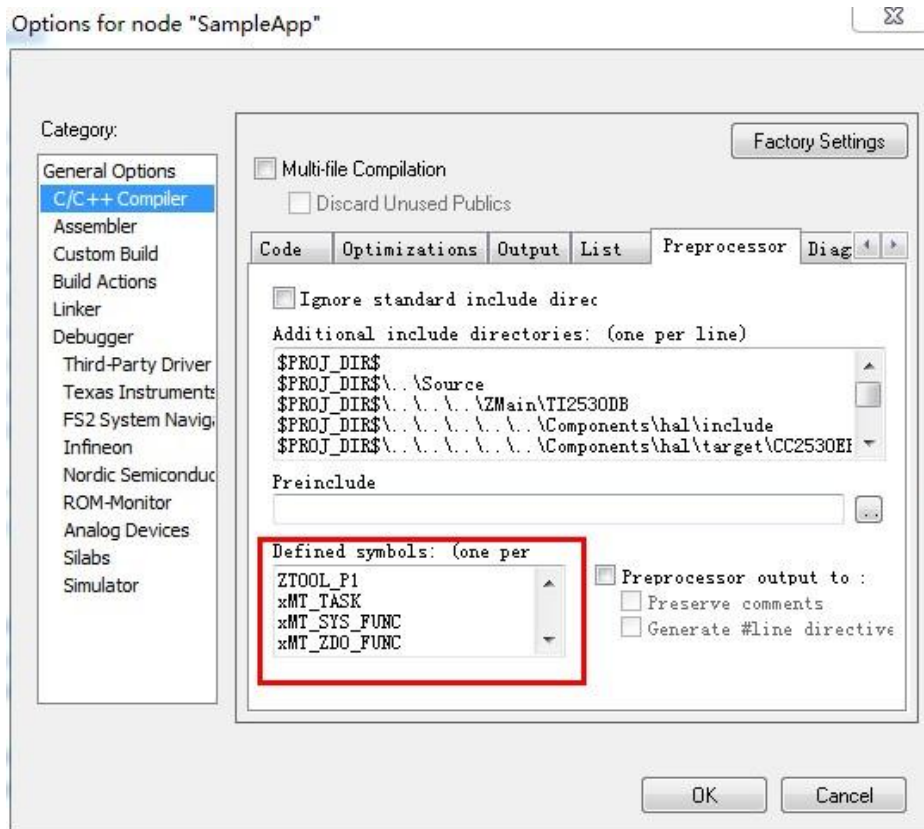 Options for node "SampleApp"
Category:
General Options
C/C++ Compiler
Assembler
Custom Build
Build Actions
Linker
Debugger
Third-Party Driver
Texas Instruments
FS2 System Navig
Infineon
Nordic Semiconduc
ROM-Monitor
Analog Devices
Silabs
Simulator
Factory Settings
Multi-file Compilation
Discard Unused Publics
Code Optimizations Output List Preprocessor Diag
Ignore standard include direc
Additional include directories: (one per line)
$PROJ_DIR$
$PROJ_DIR$\..\Source
$PROJ_DIR$\..\..\..\ZMain\TI2530DB
$PROJ_DIR$\..\..\..\..\..\Components\hal\include
$PROJ_DIR$\..\..\..\..\..\Components\hal\target\CC2530EB
Preinclude
..
Defined symbols: (one per
ZTOOL_P1
xMT_TASK
xMT_SYS_FUNC
xMT_ZDO_FUNC
Preprocessor output to :
Preserve comments
Generate #line directive
OK Cancel